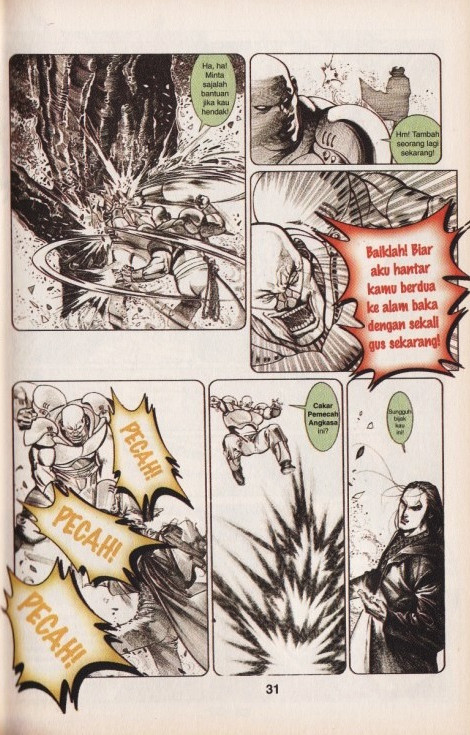 Ha, ha!
Minta
sajalah
bantuan
jika kau
hendak!
Hm! Tambah
seorang lagi
sekarang!
Baiklah! Biar
aku hantar
kamu berdua
ke alam baka
dengan sekali
gus sekarang!
PECAH!
PECAH!
PECAH!
Cakar
Pemecah
Angkasa
ini?
Sungguh
bijak
kau
ini!
31